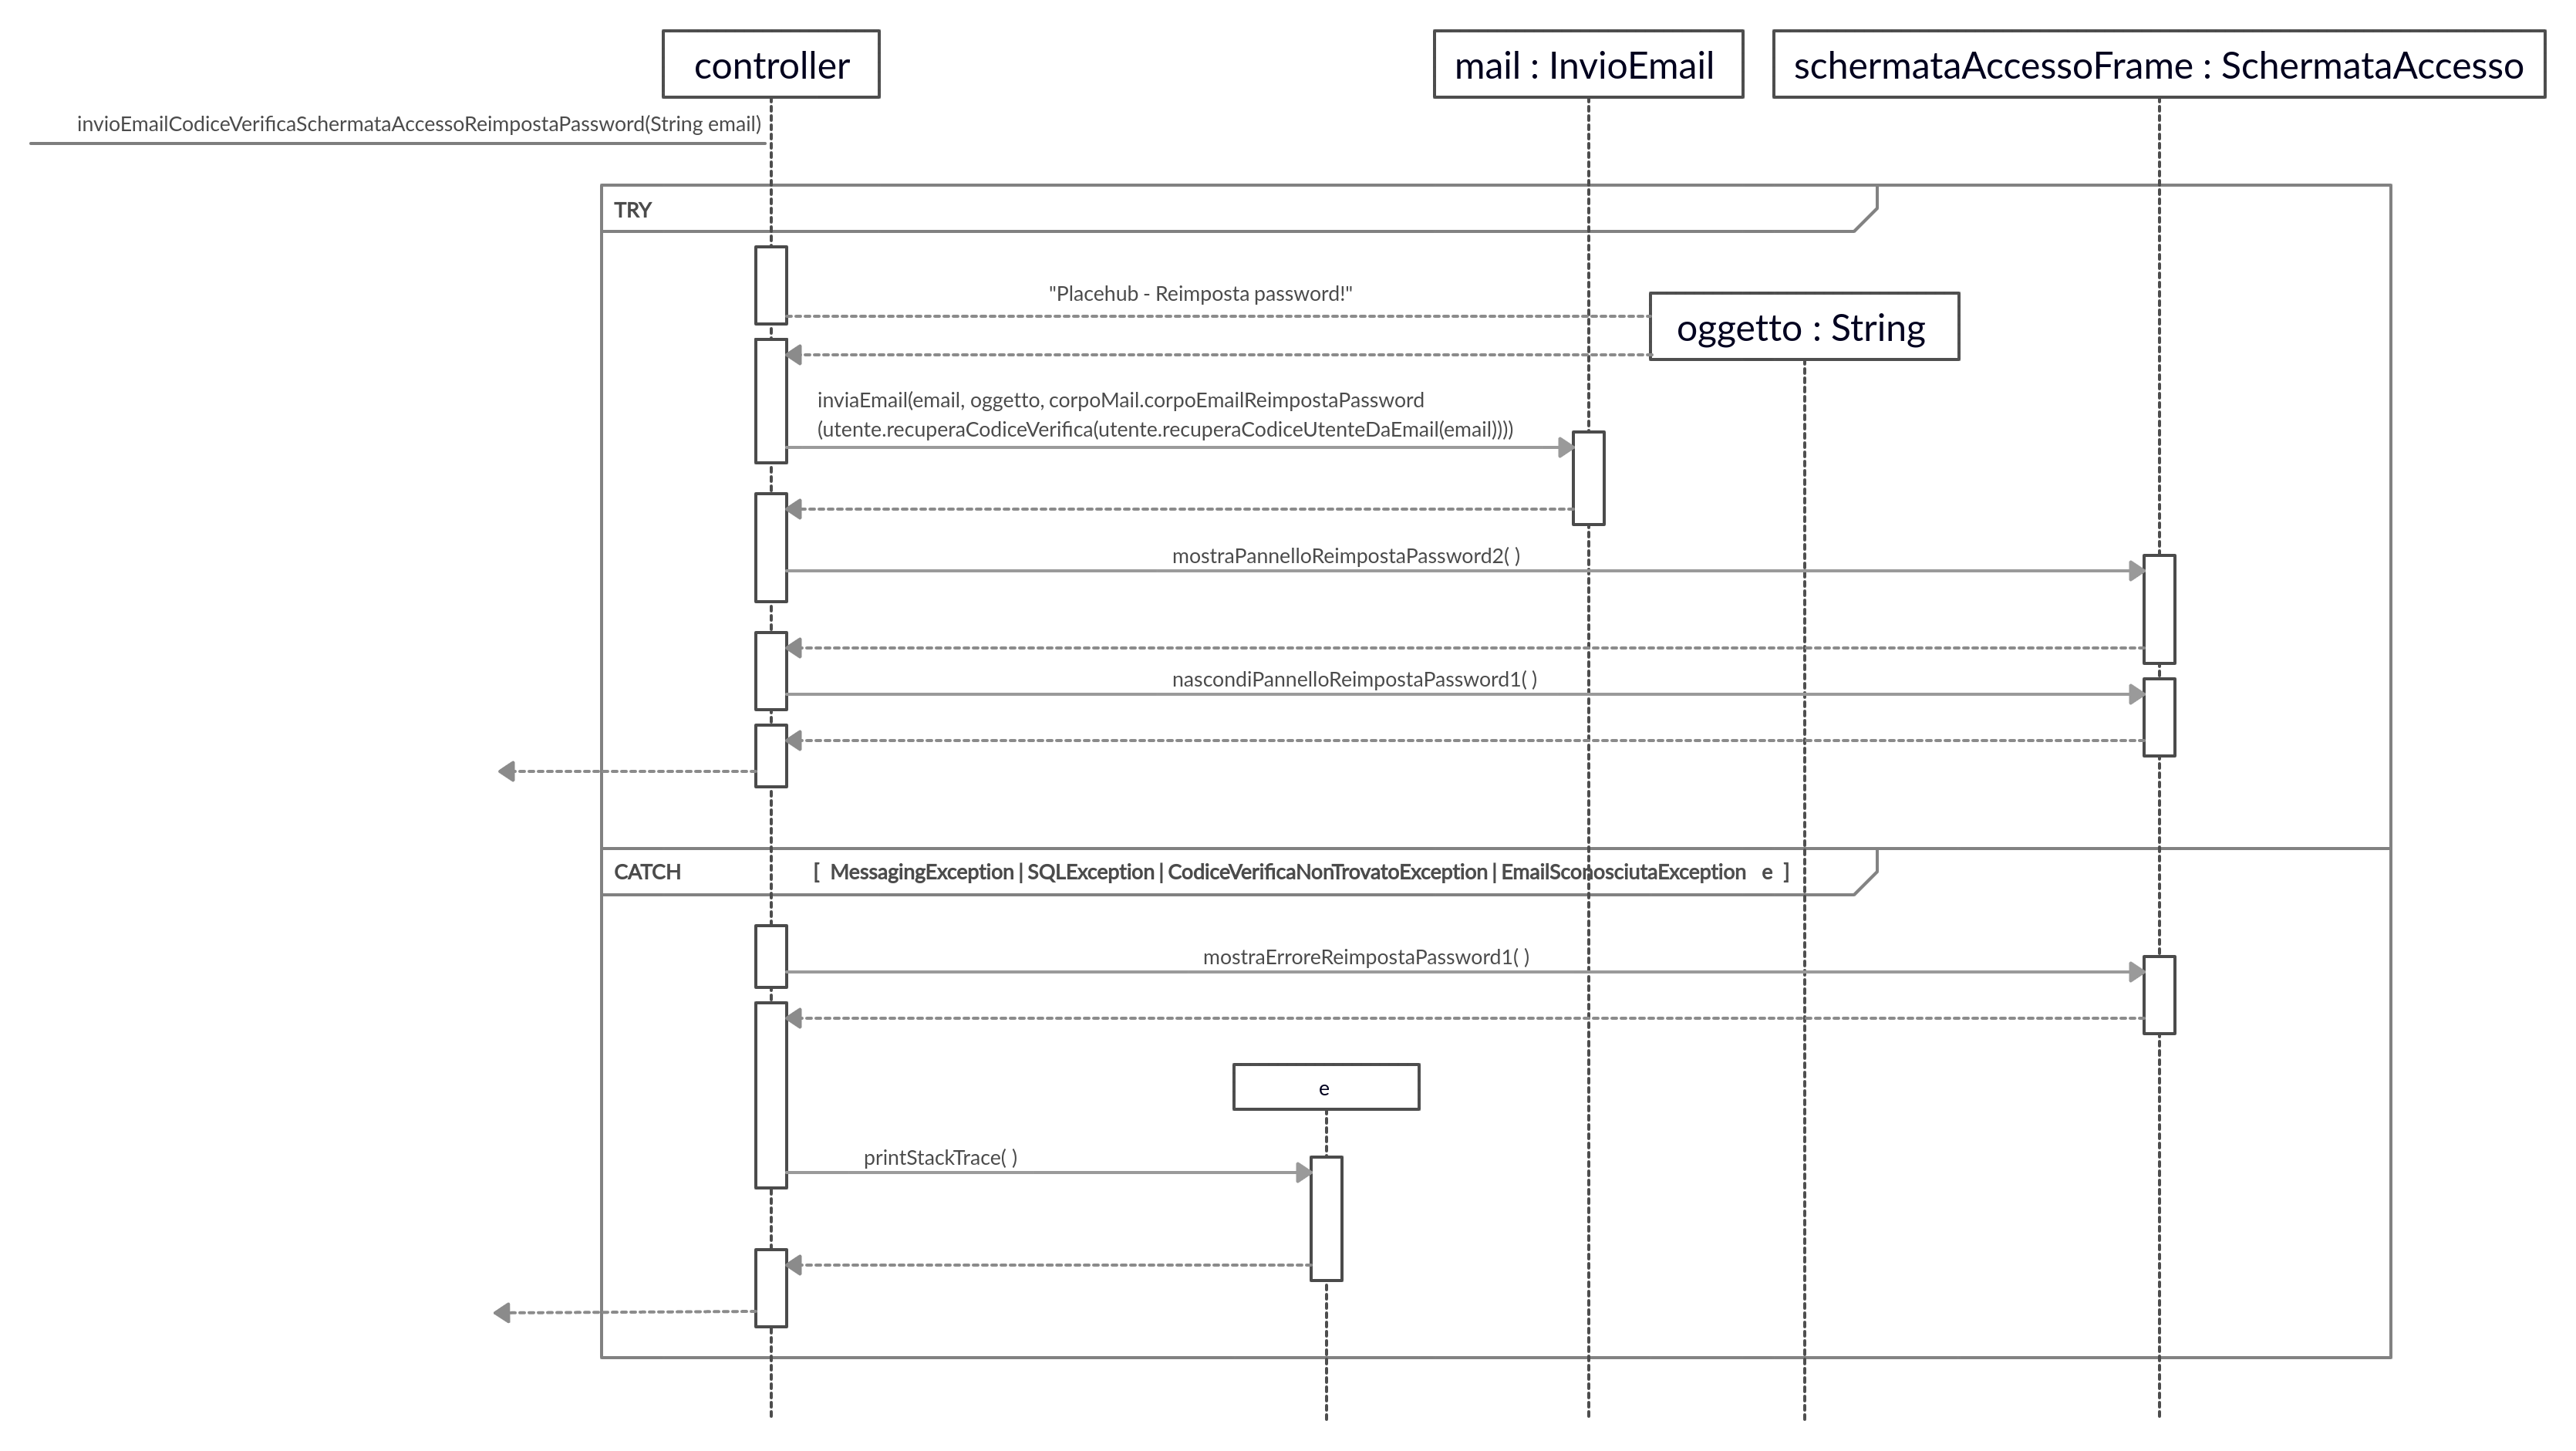 controller
mail : InvioEmail
schermataAccessoFrame : SchermataAccesso
invioEmailCodiceVerificaSchermataAccessoReimpostaPassword(String email)
TRY
"Placehub - Reimposta password!"
oggetto : String
inviaEmail(email, oggetto, corpoMail.corpoEmailReimpostaPassword
(utente.recuperaCodiceVerifica(utente.recuperaCodiceUtenteDaEmail(email))))
mostraPannelloReimpostaPassword2( )
nascondiPannelloReimpostaPassword1( )
CATCH [ MessagingException | SQLException | CodiceVerificaNonTrovatoException | EmailSconosciutaException e ]
mostraErroreReimpostaPassword1( )
e
printStackTrace( )